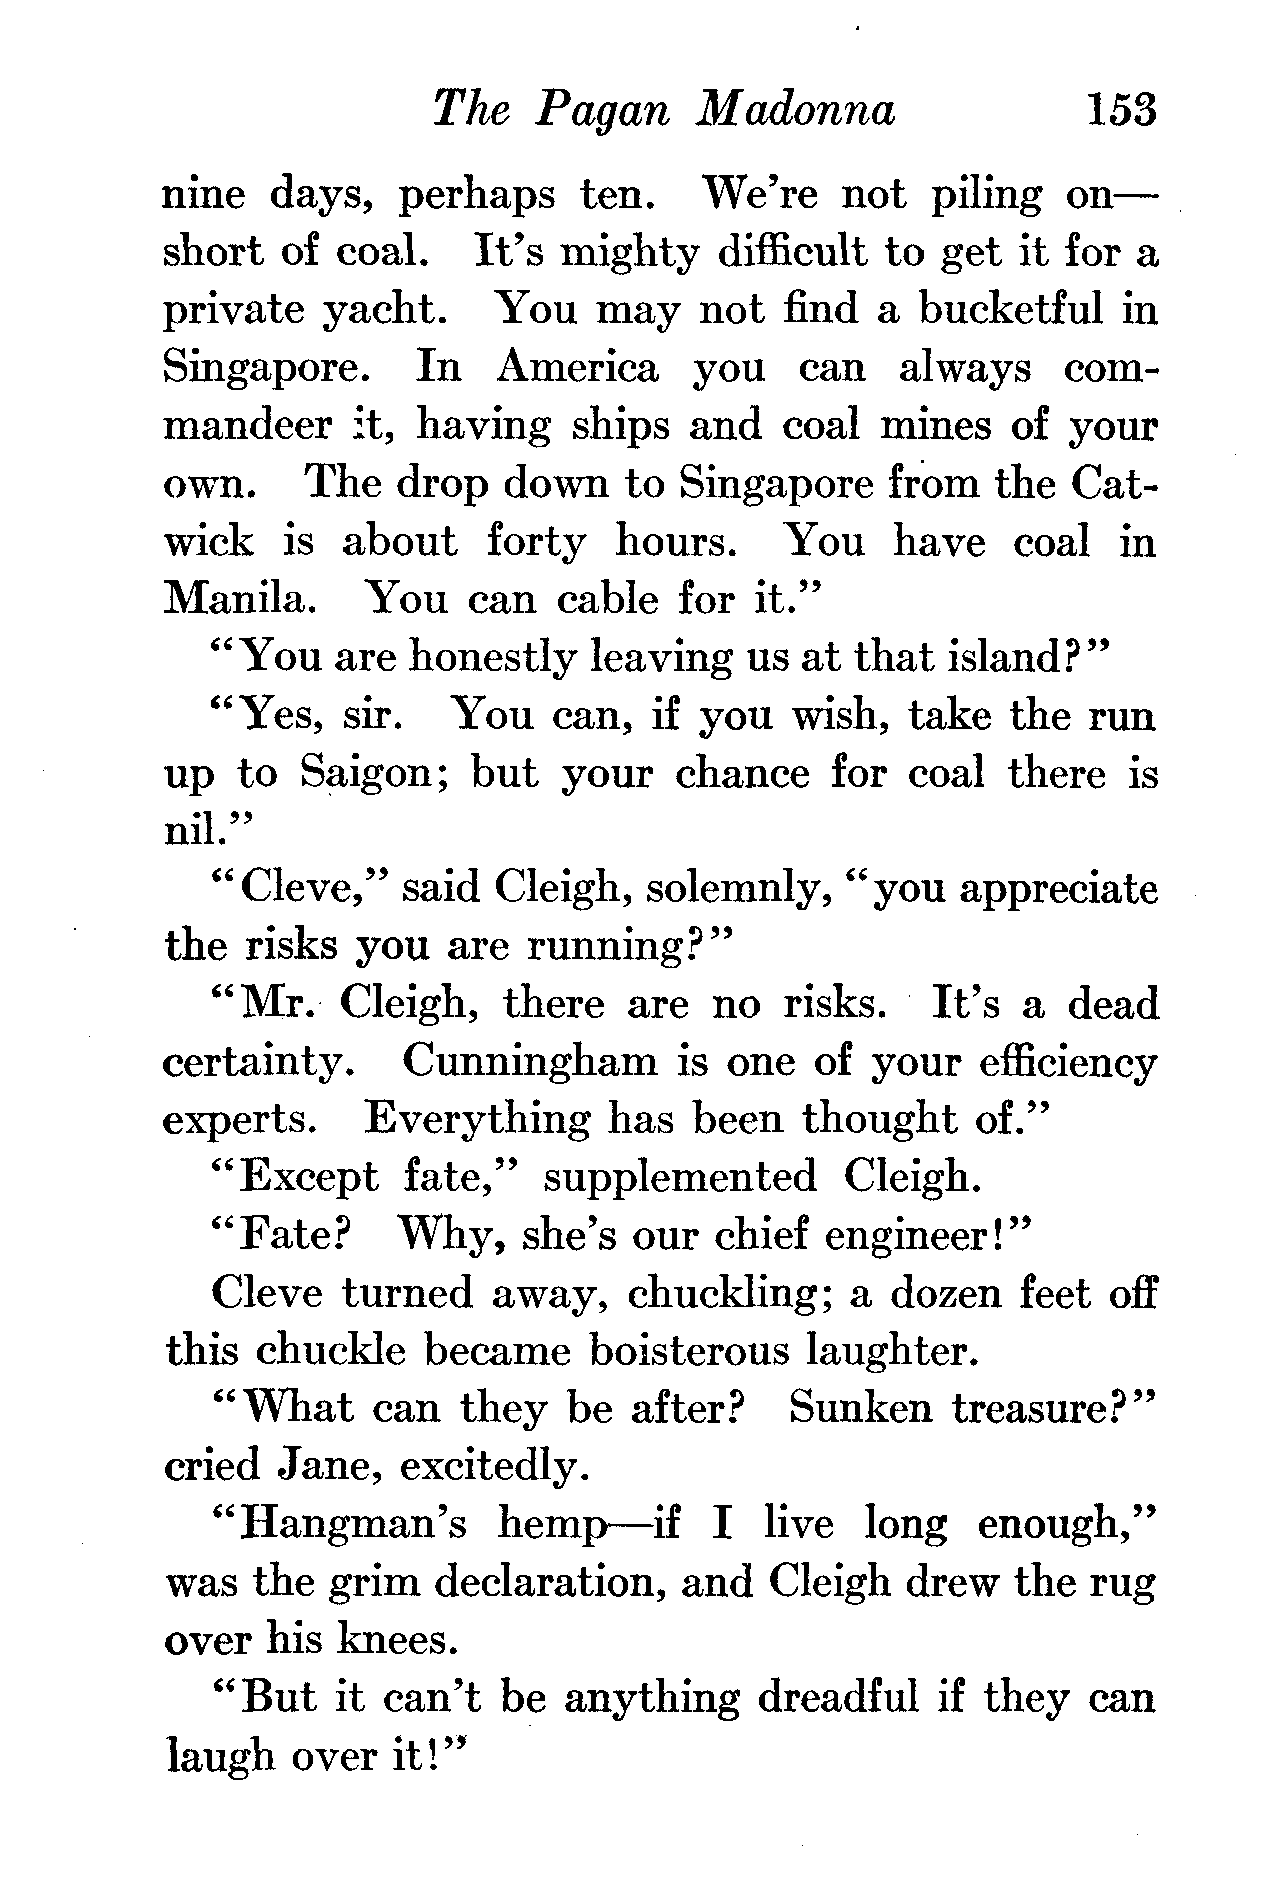 The Pagan Madonna 153
nine days, perhaps ten. We're not piling on—
short of coal. It's mighty difficult to get it for a
private yacht. You may not find a bucketful in
Singapore. In America you can always com-
mandeer it, having ships and coal mines of your
own. The drop down to Singapore from the Cat-
wick is about forty hours. You have coal in
Manila. You can cable for it.”
“You are honestly leaving us at that island?”
“Yes, sir. You can, if you wish, take the run
up to Saigon; but your chance for coal there is
nil.”
“Cleve,” said Cleigh, solemnly, “you appreciate
the risks you are running?”
“Mr. Cleigh, there are no risks. It's a dead
certainty. Cunningham is one of your efficiency
experts. Everything has been thought of.”
“Except fate,” supplemented Cleigh.
“Fate? Why, she's our chief engineer!”
Cleve turned away, chuckling; a dozen feet off
this chuckle became boisterous laughter.
“What can they be after? Sunken treasure?”
cried Jane, excitedly.
“Hangman's hemp—if I live long enough,”
was the grim declaration, and Cleigh drew the rug
over his knees.
“But it can't be anything dreadful if they can
laugh over it!”